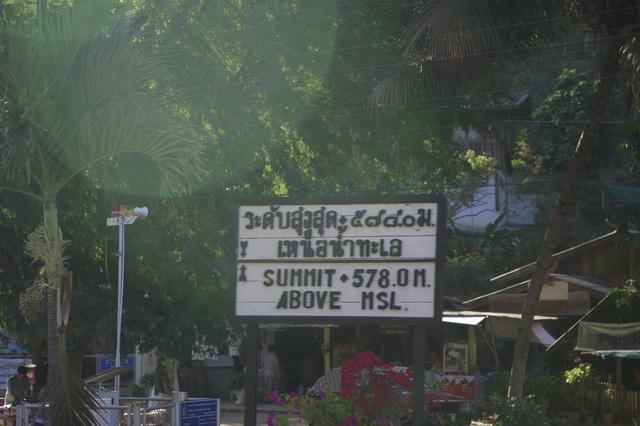 ระดับสูงสุด+๕๗๘.๐ม.
เหนือน้ำทะเล
SUMMIT+578.0 M.
ABOVE MSL.